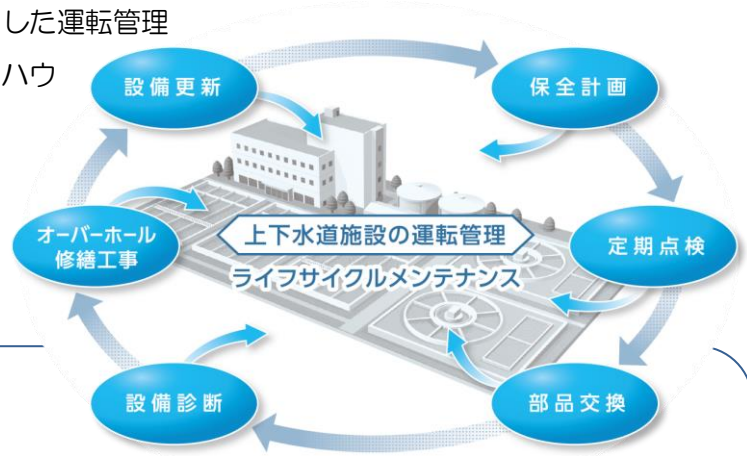 した運転管理
ハウ
設備更新
保全計画
オーバーホール
修繕工事
上下水道施設の運転管理
ライフサイクルメンテナンス
定期点検
設備診断
部品交換